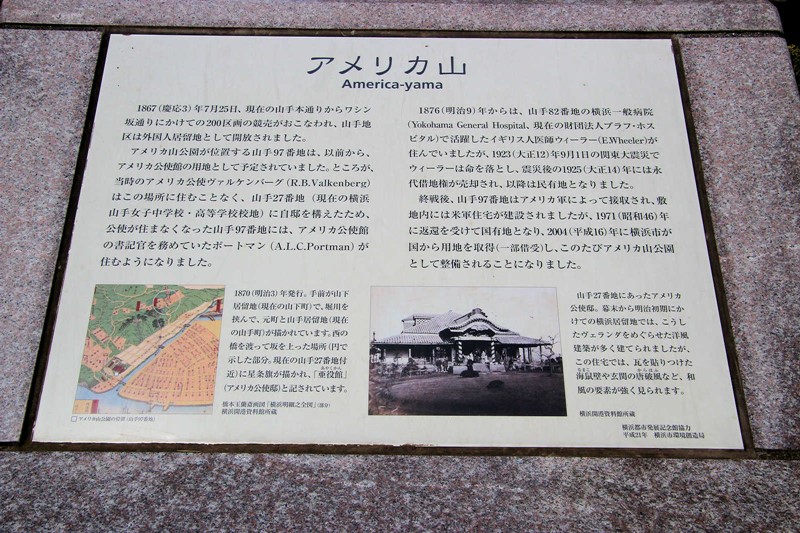 アメリカ山
America-yama
1867（慶応3）年7月25日、現在の山手本通りからワシン
坂通りにかけての200区画の競売がおこなわれ、山手地
区は外国人居留地として開放されました。
アメリカ山公園が位置する山手97番地は、以前から、
アメリカ公使館の用地として予定されていました。ところが、
当時のアメリカ公使ヴァルケンバーグ（R.B.Valkenberg）
はこの場所に住むことなく、山手27番地（現在の横浜
山手女子中学校・高等学校校地）に自邸を構えたため、
公使が住まなくなった山手97番地には、アメリカ公使館
の書記官を務めていたポートマン（A.L.C.Portman）が
住むようになりました。
1876（明治9）年からは、山手82番地の横浜一般病院
（Yokohama General Hospital、現在の財団法人ブラフ・ホス
ピタル）で活躍したイギリス人医師ウィーラー（E.Wheeler）が
住んでいましたが、1923（大正12）年9月1日の関東大震災で
ウィーラーは命を落とし、震災後の1925（大正14）年には永
代借地権が売却され、以降は民有地となりました。
終戦後、山手97番地はアメリカ軍によって接収され、敷
地内には米軍住宅が建設されましたが、1971（昭和46）年
に返還を受けて国有地となり、2004（平成16）年に横浜市が
国から用地を取得（一部借受）し、このたびアメリカ山公園
として整備されることになりました。
1870（明治3）年発行。手前が山下
居留地（現在の山下町）で、堀川を
挟んで、元町と山手居留地（現在
の山手町）が描かれています。西の
橋を渡って坂を上った場所（円で
示した部分。現在の山手27番地付
近）に星条旗が描かれ、「亜役館」
（アメリカ公使邸）と記されています。
橋本玉蘭斎画図『横浜明細之全図』（部分）
横浜開港資料館所蔵
□アメリカ山公園の位置（山手97番地）
山手27番地にあったアメリカ
公使邸。幕末から明治初期にか
けての横浜居留地では、こうし
たヴェランダをめぐらせた洋風
建築が多く建てられましたが、
この住宅では、瓦を貼りつけた
海鼠壁や玄関の唐破風など、和
風の要素が強く見られます。
横浜開港資料館所蔵
横浜都市発展記念館協力
平成21年　横浜市環境創造局